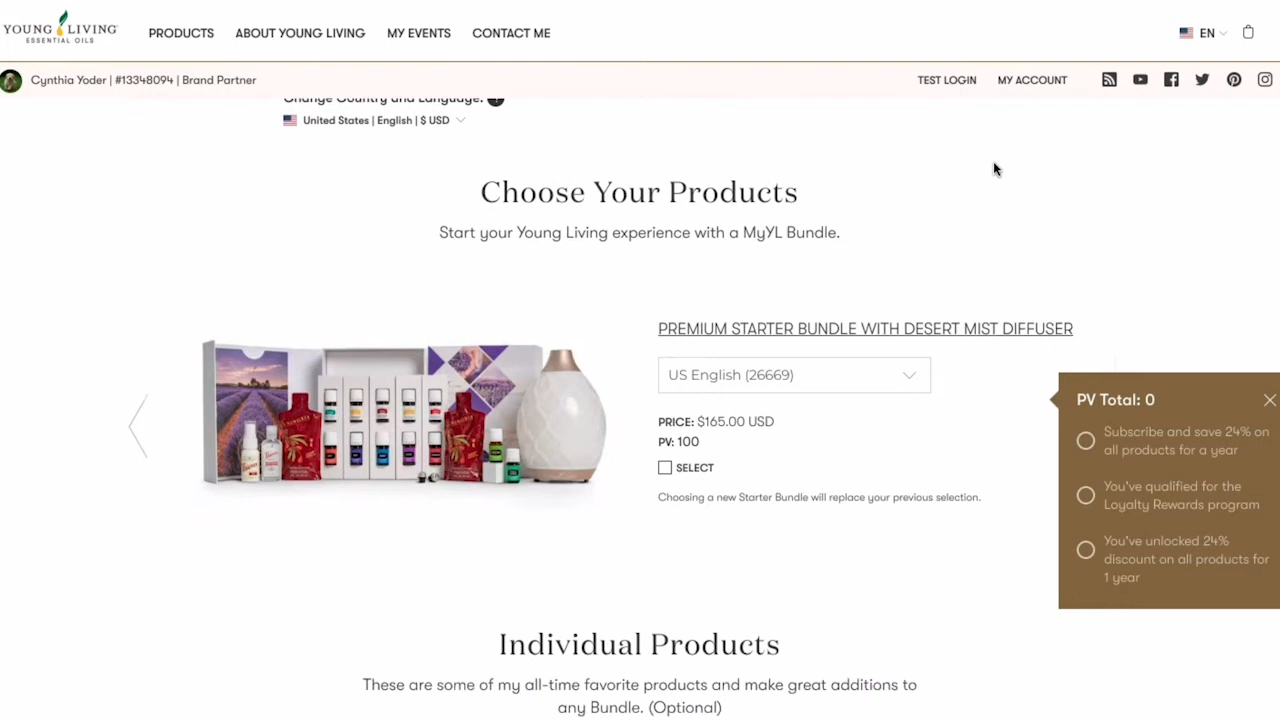 YOUNG LIVING
ESSENTIAL OILS
PRODUCTS
ABOUT YOUNG LIVING
MY EVENTS
CONTACT ME
EN
Cynthia Yoder | #13348094 | Brand Partner
TEST LOGIN
MY ACCOUNT
Change Country and Language:
United States | English | $ USD
Choose Your Products
Start your Young Living experience with a MyYL Bundle.
PREMIUM STARTER BUNDLE WITH DESERT MIST DIFFUSER
US English (26669)
PRICE: $165.00 USD
PV: 100
SELECT
Choosing a new Starter Bundle will replace your previous selection.
PV Total: 0
Subscribe and save 24% on
all products for a year
You've qualified for the
Loyalty Rewards program
You've unlocked 24%
discount on all products for
1 year
Individual Products
These are some of my all-time favorite products and make great additions to
any Bundle. (Optional)